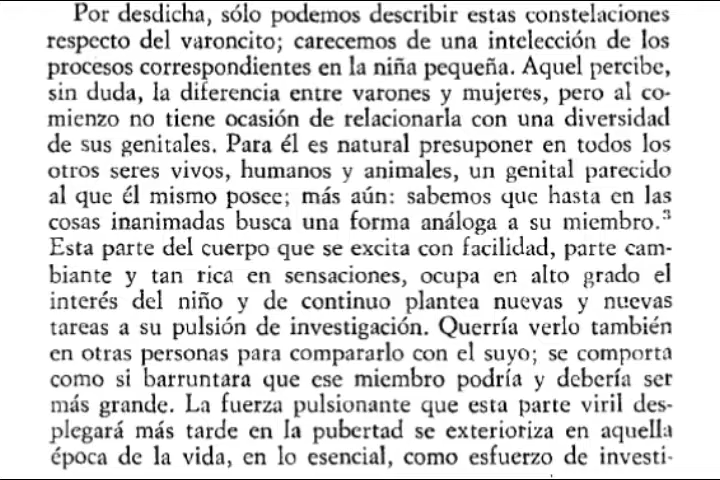 Por desdicha, sólo podemos describir estas constelaciones
respecto del varoncito; carecemos de una intelección de los
procesos correspondientes en la niña pequeña. Aquel percibe,
sin duda, la diferencia entre varones y mujeres, pero al co-
mienzo no tiene ocasión de relacionarla con una diversidad
de sus genitales. Para él es natural presuponer en todos los
otros seres vivos, humanos y animales, un genital parecido
al que él mismo posee; más aún: sabemos que hasta en las
cosas inanimadas busca una forma análoga a su miembro.³
Esta parte del cuerpo que se excita con facilidad, parte cam-
biante y tan rica en sensaciones, ocupa en alto grado el
interés del niño y de continuo plantea nuevas y nuevas
tareas a su pulsión de investigación. Querría verlo también
en otras personas para compararlo con el suyo; se comporta
como si barruntara que ese miembro podría y debería ser
más grande. La fuerza pulsionante que esta parte viril des-
plegará más tarde en la pubertad se exterioriza en aquella
época de la vida, en lo esencial, como esfuerzo de investi-